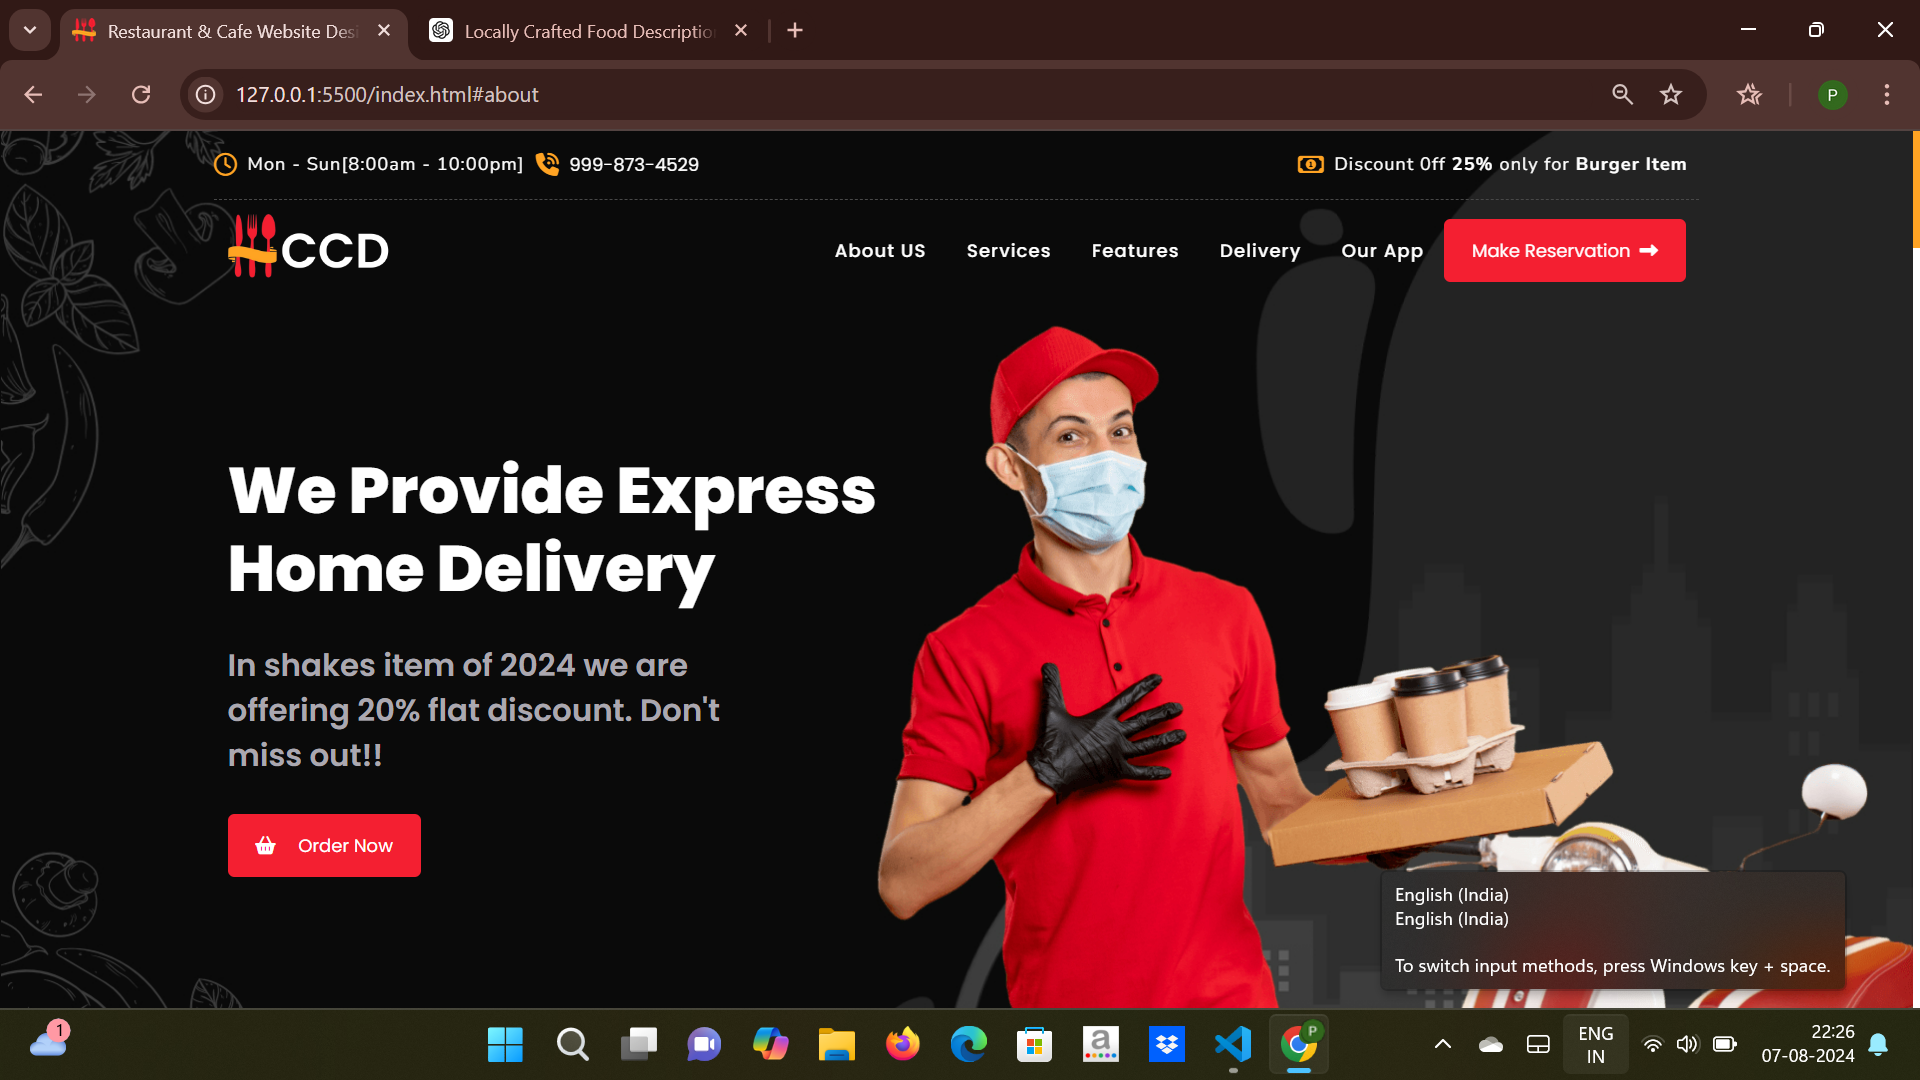 Restaurant & Cafe Website Desi
Locally Crafted Food Descriptio
127.0.0.1:5500/index.html#about
P
Mon - Sun[8:00am - 10:00pm]
999-873-4529
Discount 0ff 25% only for Burger Item
CCD
About US
Services
Features
Delivery
Our App
Make Reservation
We Provide Express
Home Delivery
In shakes item of 2024 we are
offering 20% flat discount. Don't
miss out!!
Order Now
English (India)
English (India)
To switch input methods, press Windows key + space.
1
a
P
ENG
IN
22:26
07-08-2024